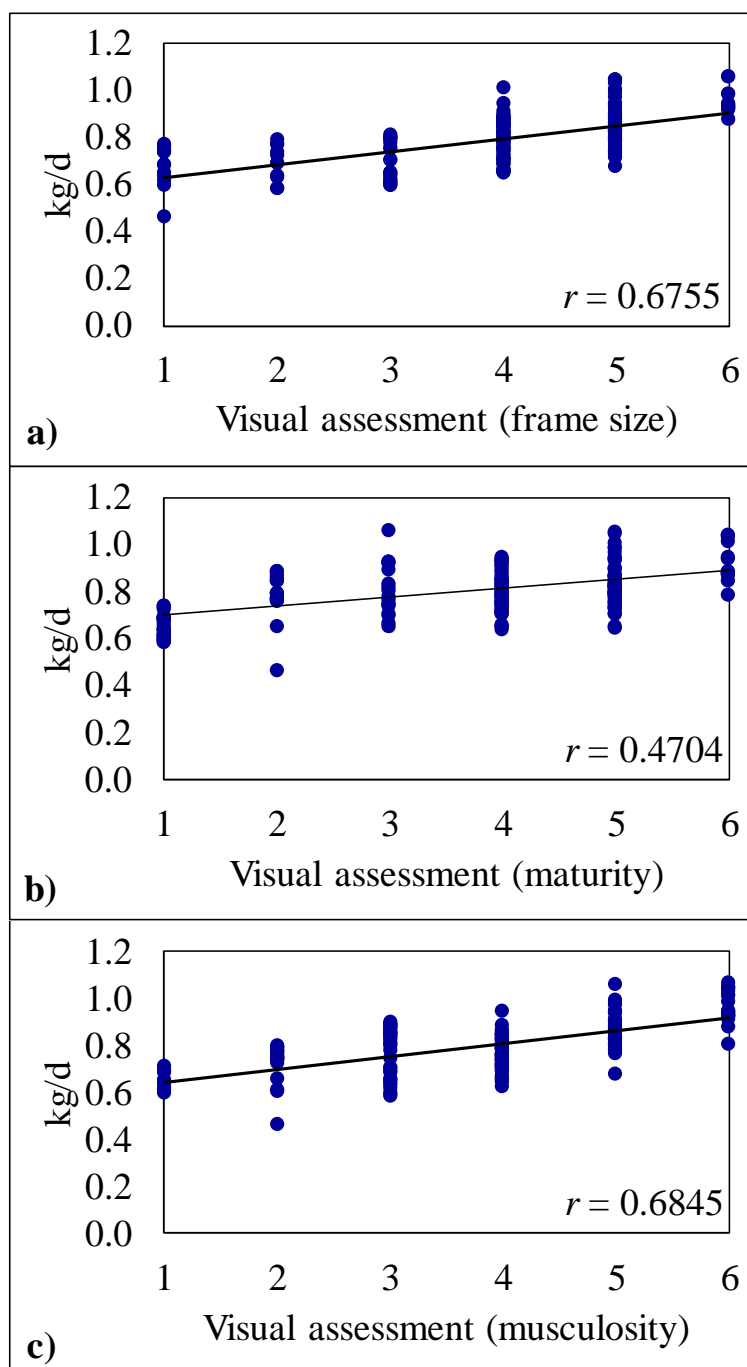 1.2
1.0
0.8
0.6
0.4
0.2
0.0
kg/d
r = 0.6755
1 2 3 4 5 6
Visual assessment (frame size)
a)
1.2
1.0
0.8
0.6
0.4
0.2
0.0
kg/d
r = 0.4704
1 2 3 4 5 6
Visual assessment (maturity)
b)
1.2
1.0
0.8
0.6
0.4
0.2
0.0
kg/d
r = 0.6845
1 2 3 4 5 6
Visual assessment (musculosity)
c)